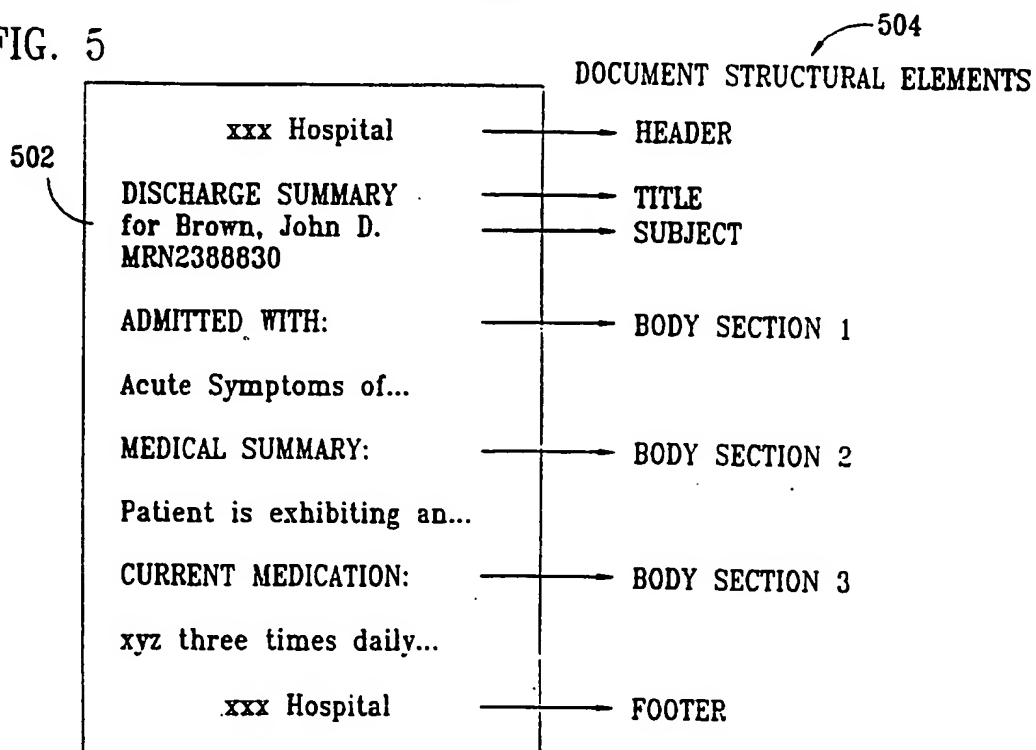 FIG. 5
504
DOCUMENT STRUCTURAL ELEMENTS
xxx Hospital HEADER
502
DISCHARGE SUMMARY TITLE
for Brown, John D. SUBJECT
MRN2388830
ADMITTED WITH: BODY SECTION 1
Acute Symptoms of...
MEDICAL SUMMARY: BODY SECTION 2
Patient is exhibiting an...
CURRENT MEDICATION: BODY SECTION 3
xyz three times daily...
xxx Hospital FOOTER